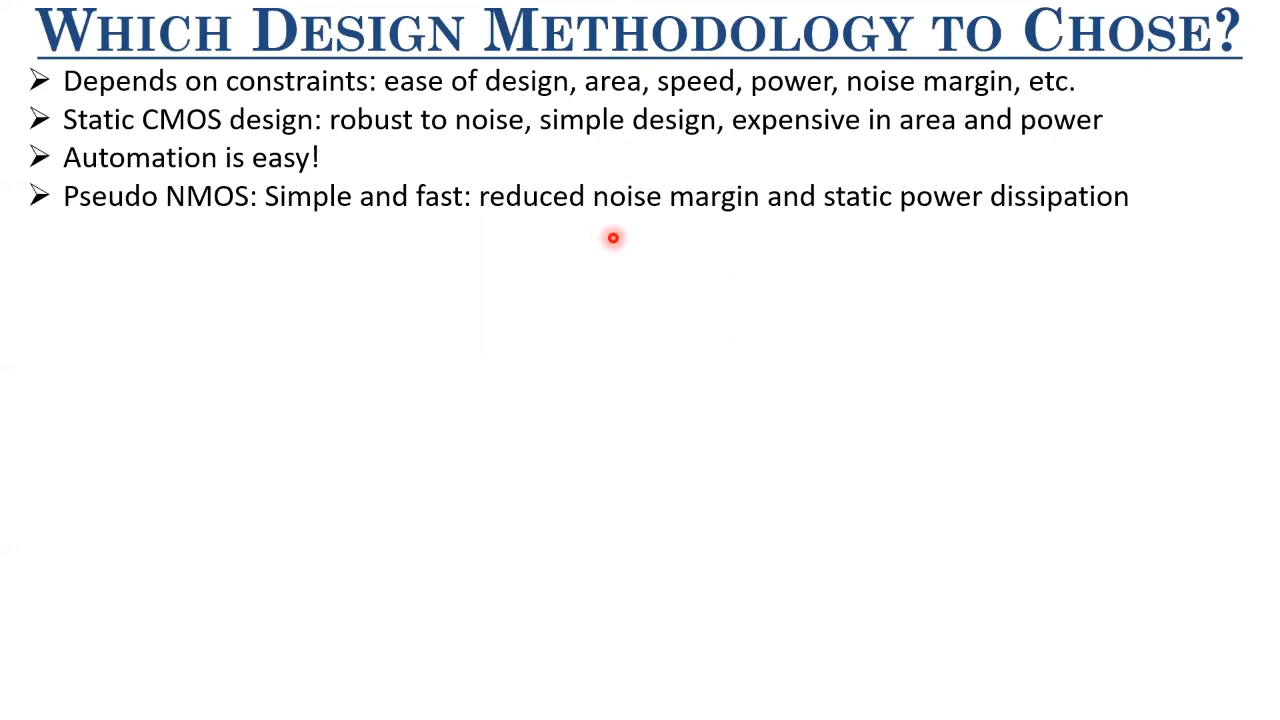 WHICH DESIGN METHODOLOGY TO CHOSE?
➢ Depends on constraints: ease of design, area, speed, power, noise margin, etc.
➢ Static CMOS design: robust to noise, simple design, expensive in area and power
➢ Automation is easy!
➢ Pseudo NMOS: Simple and fast: reduced noise margin and static power dissipation